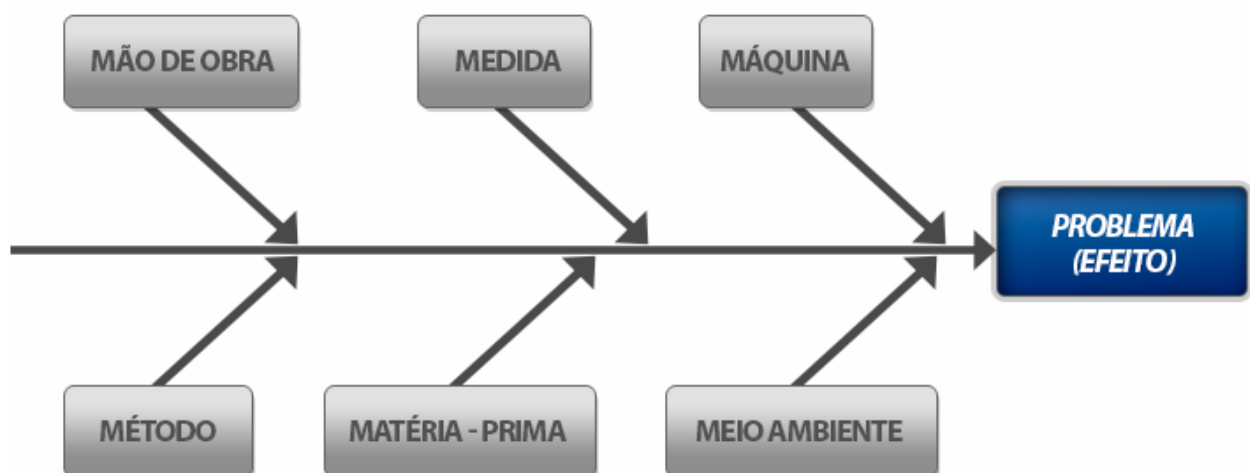 MÃO DE OBRA
MEDIDA
MÁQUINA
PROBLEMA
(EFEITO)
MÉTODO
MATÉRIA - PRIMA
MEIO AMBIENTE